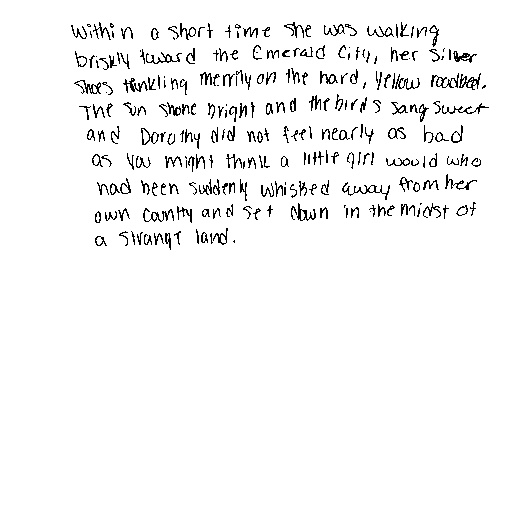 Within a short time she was walking
briskly toward the Emerald City, her Silver
Shoes tinkling merrily on the hard, yellow roadbed.
The sun shone bright and the birds sang sweet
and Dorothy did not feel nearly as bad
as you might think a little girl would who
had been suddenly whisked away from her
own country and set down in the midst of
a strange land.